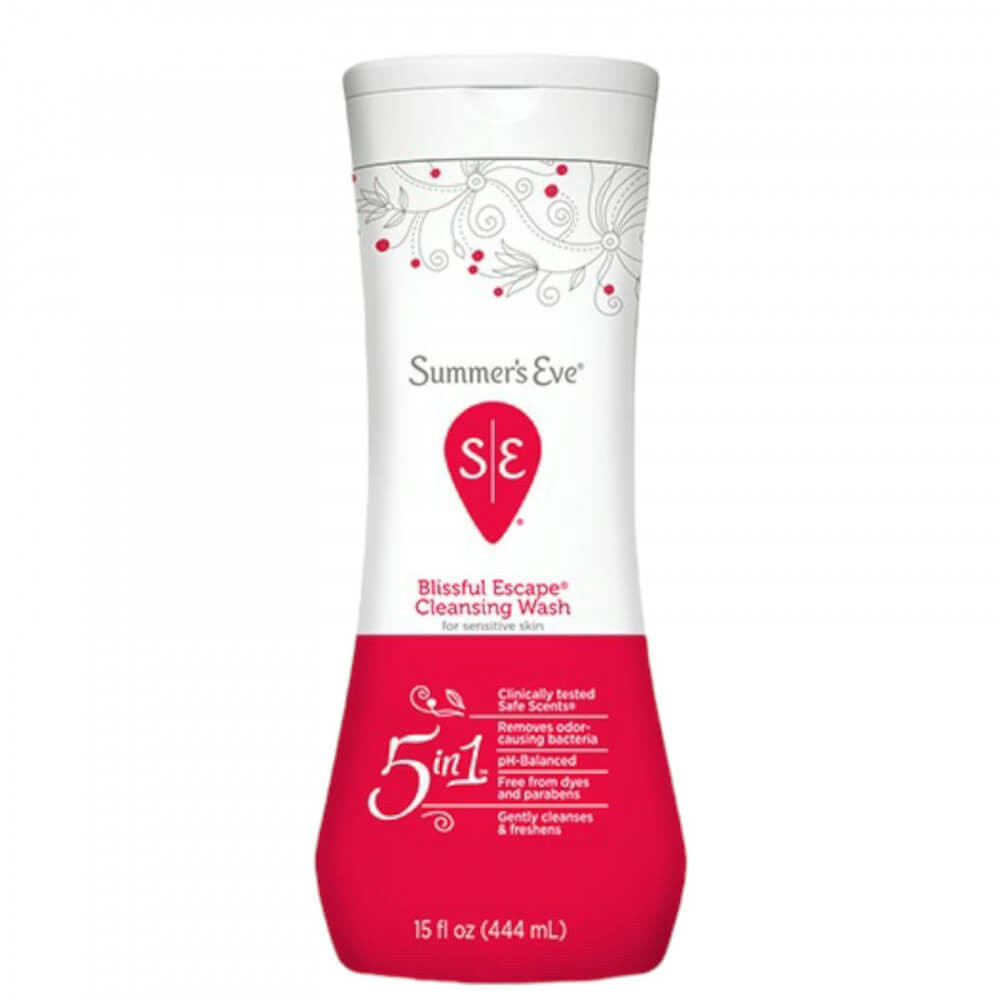 Summer's Eve®
S|E®
Blissful Escape®
Cleansing Wash
for sensitive skin
5in1™
Clinically tested
Safe Scents®
Removes odor-
causing bacteria
pH-Balanced
Free from dyes
and parabens
Gently cleanses
& freshens
15 fl oz (444 mL)